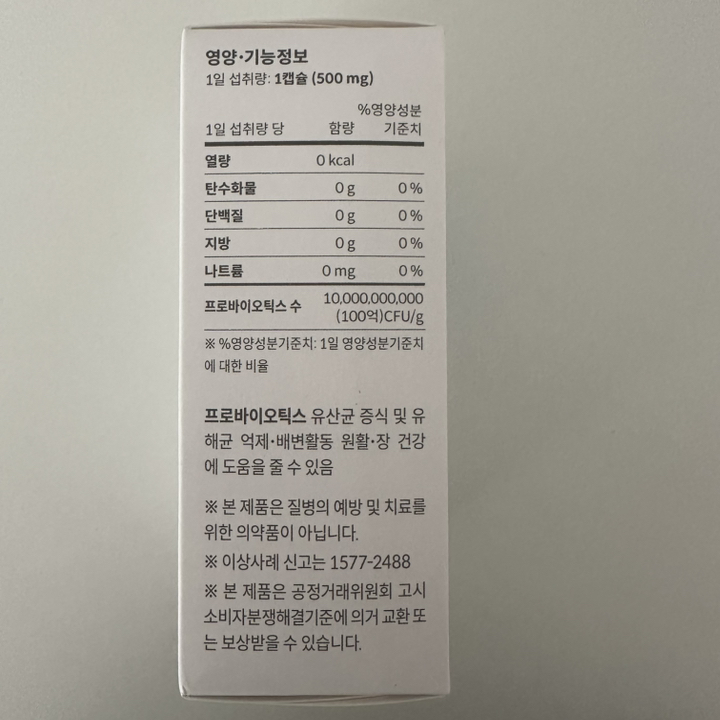 영양·기능정보
1일 섭취량: 1캡슐 (500 mg)
%영양성분
1일 섭취량 당 함량 기준치
열량 0 kcal
탄수화물 0 g 0 %
단백질 0 g 0 %
지방 0 g 0 %
나트륨 0 mg 0 %
프로바이오틱스 수 10,000,000,000
(100억)CFU/g
※ %영양성분기준치: 1일 영양성분기준치
에 대한 비율
프로바이오틱스 유산균 증식 및 유
해균 억제·배변활동 원활·장 건강
에 도움을 줄 수 있음
※ 본 제품은 질병의 예방 및 치료를
위한 의약품이 아닙니다.
※ 이상사례 신고는 1577-2488
※ 본 제품은 공정거래위원회 고시
소비자분쟁해결기준에 의거 교환 또
는 보상받을 수 있습니다.